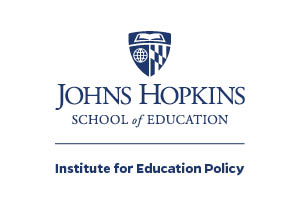 JOHNS HOPKINS
SCHOOL of EDUCATION
Institute for Education Policy